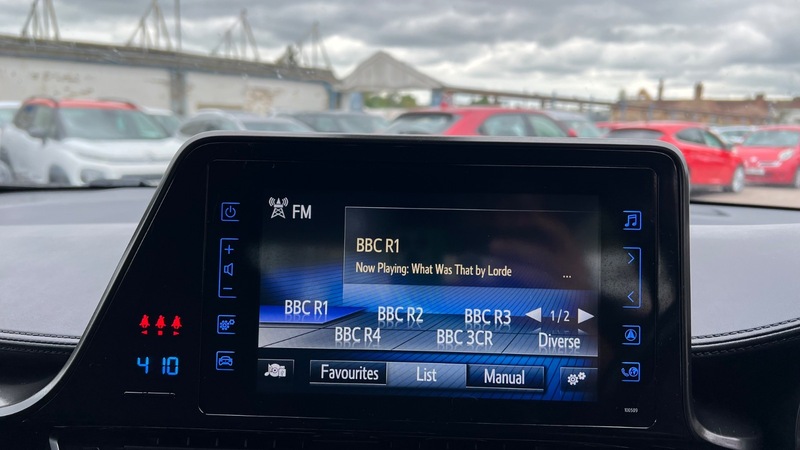 FM
BBC R1
Now Playing: What Was That by Lorde
...
BBC R1 BBC R2 BBC R3 1/2
BBC R4 BBC 3CR Diverse
Favourites List Manual
4 10
100589